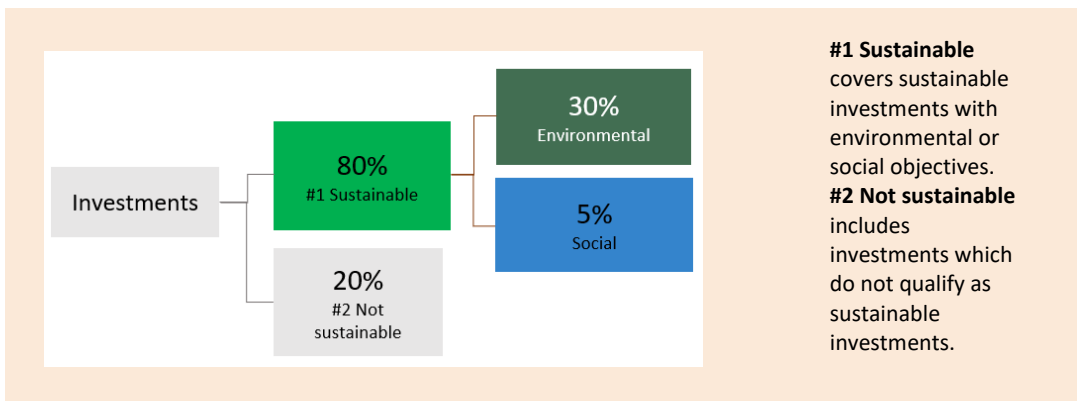 Investments
80%
#1 Sustainable
20%
#2 Not
sustainable
30%
Environmental
5%
Social
#1 Sustainable
covers sustainable
investments with
environmental or
social objectives.
#2 Not sustainable
includes
investments which
do not qualify as
sustainable
investments.